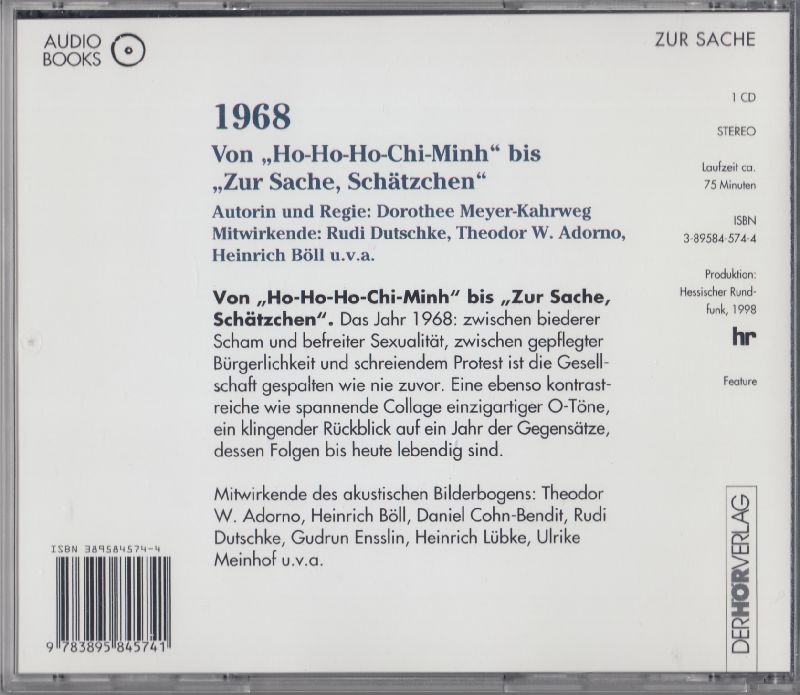 AUDIO
BOOKS
ZUR SACHE
1968
Von „Ho-Ho-Ho-Chi-Minh“ bis
„Zur Sache, Schätzchen“
Autorin und Regie: Dorothee Meyer-Kahrweg
Mitwirkende: Rudi Dutschke, Theodor W. Adorno,
Heinrich Böll u.v.a.
Von „Ho-Ho-Ho-Chi-Minh“ bis „Zur Sache,
Schätzchen“. Das Jahr 1968: zwischen biederer
Scham und befreiter Sexualität, zwischen gepflegter
Bürgerlichkeit und schreiendem Protest ist die Gesell-
schaft gespalten wie nie zuvor. Eine ebenso kontrast-
reiche wie spannende Collage einzigartiger O-Töne,
ein klingender Rückblick auf ein Jahr der Gegensätze,
dessen Folgen bis heute lebendig sind.
Mitwirkende des akustischen Bilderbogens: Theodor
W. Adorno, Heinrich Böll, Daniel Cohn-Bendit, Rudi
Dutschke, Gudrun Ensslin, Heinrich Lübke, Ulrike
Meinhof u.v.a.
1 CD
STEREO
Laufzeit ca.
75 Minuten
ISBN
3-89584-574-4
Produktion:
Hessischer Rund-
funk, 1998
hr
Feature
DERHÖRVERLAG
ISBN 389584574-4
9 783895 845741